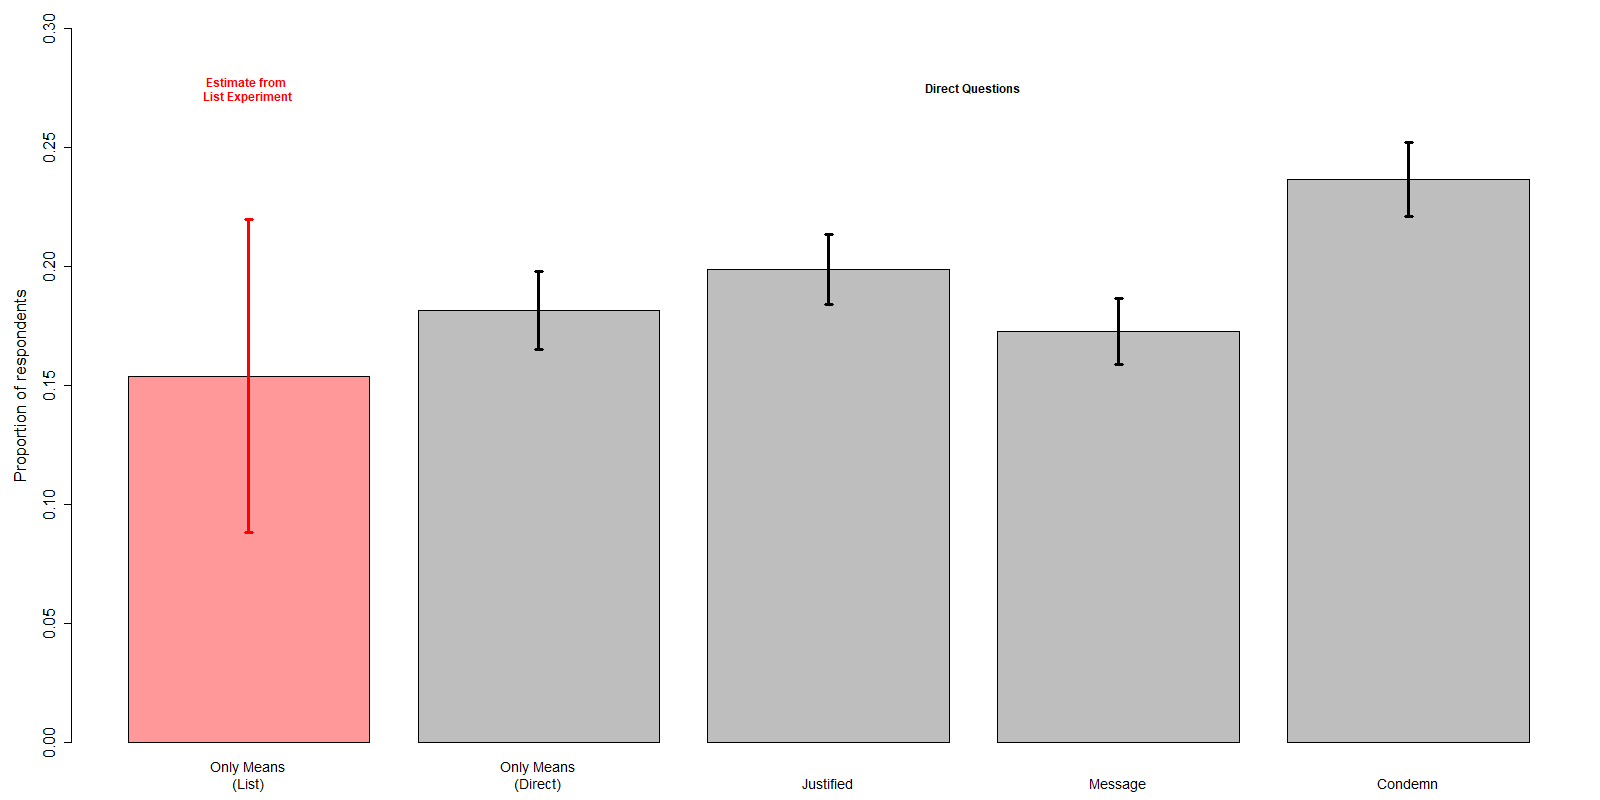 Estimate from
List Experiment
Direct Questions
Proportion of respondents
0.30
0.25
0.20
0.15
0.10
0.05
0.00
Only Means
(List)
Only Means
(Direct)
Justified
Message
Condemn